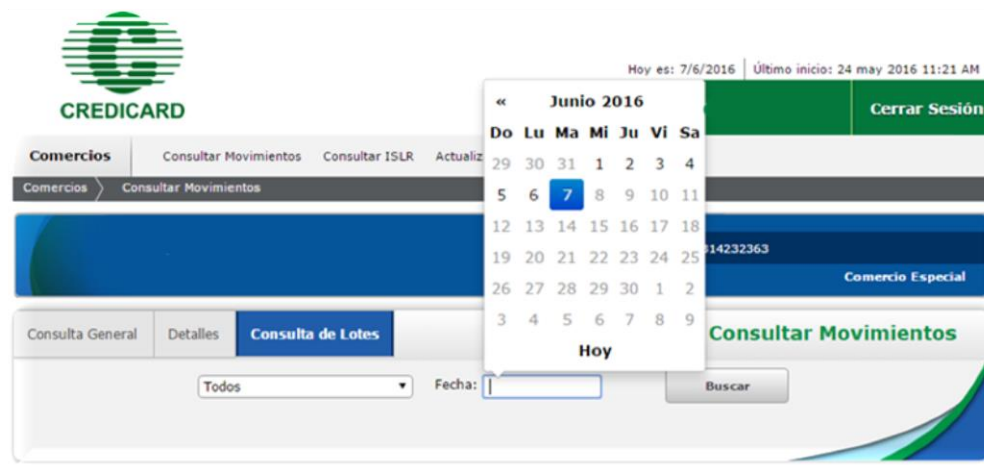 Hoy es: 7/6/2016 Último inicio: 24 may 2016 11:21 AM
CREDICARD
Cerrar Sesión
Comercios Consultar Movimientos Consultar ISLR Actualiz
Comercios Consultar Movimientos
« Junio 2016
Do Lu Ma Mi Ju Vi Sa
29 30 31 1 2 3 4
5 6 7 8 9 10 11
12 13 14 15 16 17 18
19 20 21 22 23 24 25
26 27 28 29 30 1 2
3 4 5 6 7 8 9
Hoy
14232363
Comercio Especial
Consulta General Detalles Consulta de Lotes
Consultar Movimientos
Todos Fecha: Buscar